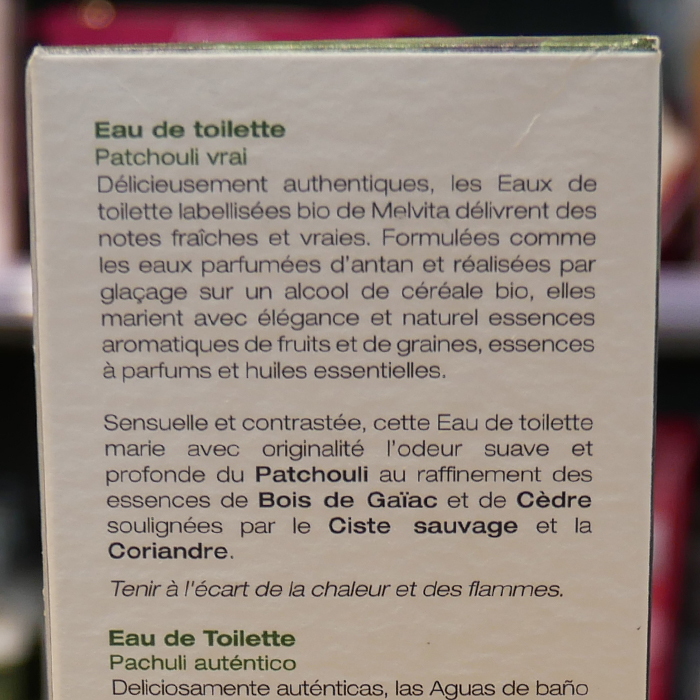 Eau de toilette
Patchouli vrai
Délicieusement authentiques, les Eaux de
toilette labellisées bio de Melvita délivrent des
notes fraîches et vraies. Formulées comme
les eaux parfumées d'antan et réalisées par
glaçage sur un alcool de céréale bio, elles
marient avec élégance et naturel essences
aromatiques de fruits et de graines, essences
à parfums et huiles essentielles.
Sensuelle et contrastée, cette Eau de toilette
marie avec originalité l'odeur suave et
profonde du Patchouli au raffinement des
essences de Bois de Gaïac et de Cèdre
soulignées par le Ciste sauvage et la
Coriandre.
Tenir à l'écart de la chaleur et des flammes.
Eau de Toilette
Pachuli auténtico
Deliciosamente auténticas, las Aguas de baño